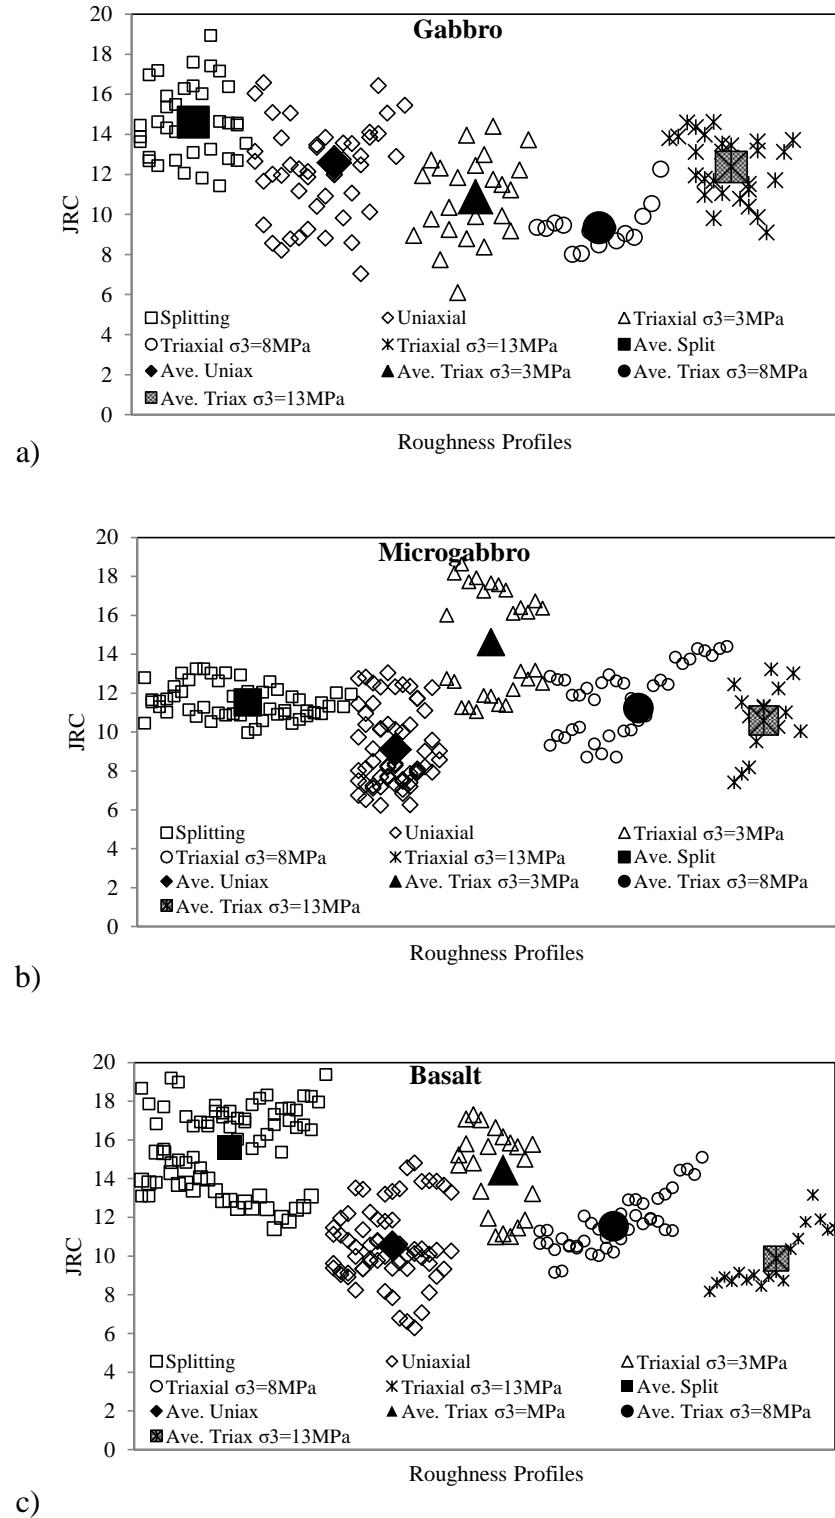 Gabbro
20
18
16
14
12
10
8
6
4
2
0
JRC
Splitting Uniaxial Triaxial σ3=3MPa
Triaxial σ3=8MPa Triaxial σ3=13MPa Ave. Split
Ave. Uniax Ave. Triax σ3=3MPa Ave. Triax σ3=8MPa
Ave. Triax σ3=13MPa
Roughness Profiles
a)
Microgabbro
20
18
16
14
12
10
8
6
4
2
0
JRC
Splitting Uniaxial Triaxial σ3=3MPa
Triaxial σ3=8MPa Triaxial σ3=13MPa Ave. Split
Ave. Uniax Ave. Triax σ3=3MPa Ave. Triax σ3=8MPa
Ave. Triax σ3=13MPa
Roughness Profiles
b)
Basalt
20
18
16
14
12
10
8
6
4
2
0
JRC
Splitting Uniaxial Triaxial σ3=3MPa
Triaxial σ3=8MPa Triaxial σ3=13MPa Ave. Split
Ave. Uniax Ave. Triax σ3=MPa Ave. Triax σ3=8MPa
Ave. Triax σ3=13MPa
Roughness Profiles
c)